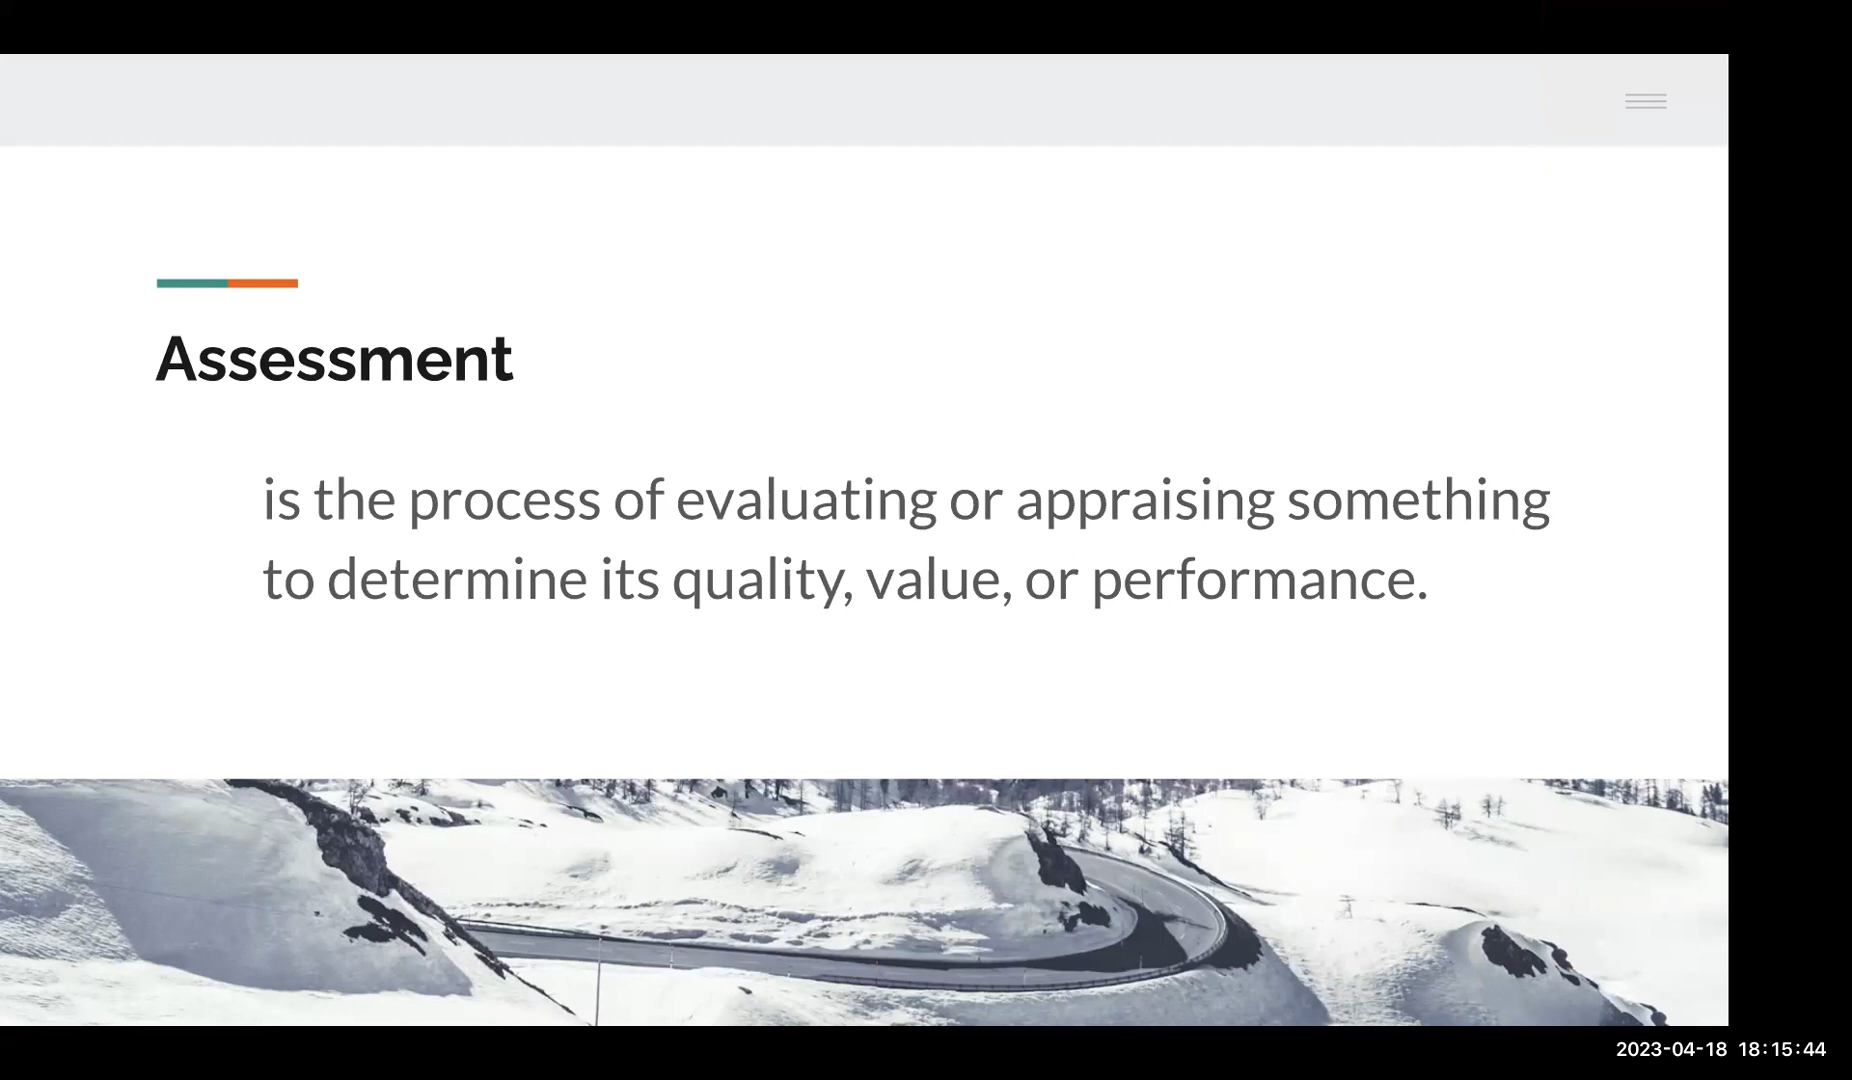 Assessment
is the process of evaluating or appraising something
to determine its quality, value, or performance.
2023-04-18 18:15:44